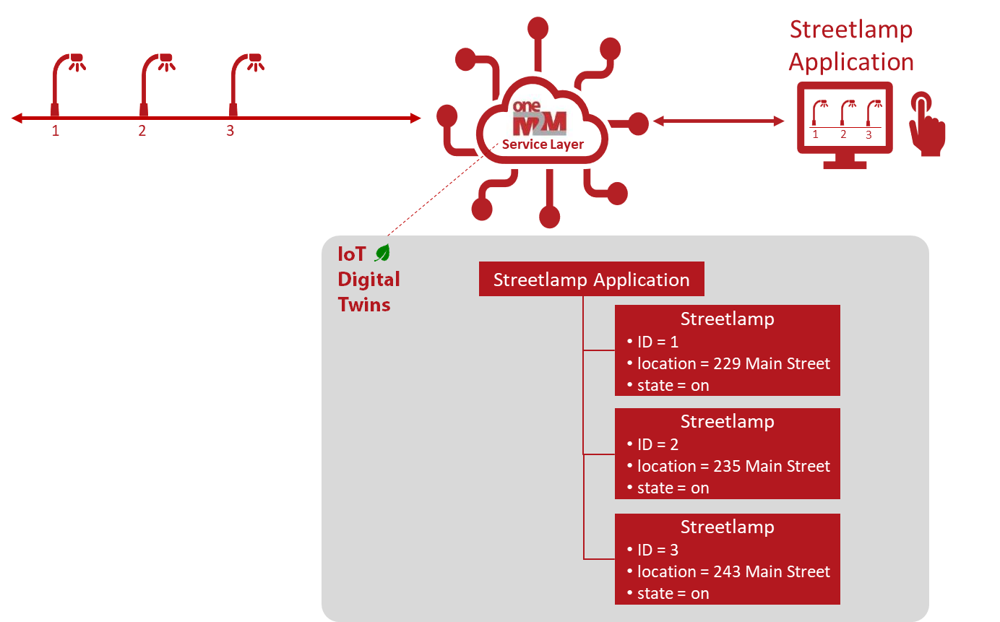 Streetlamp
Application
1
2
3
one
M2M
Service Layer
1
2
3
IoT
Digital
Twins
Streetlamp Application
Streetlamp
• ID = 1
• location = 229 Main Street
• state = on
Streetlamp
• ID = 2
• location = 235 Main Street
• state = on
Streetlamp
• ID = 3
• location = 243 Main Street
• state = on